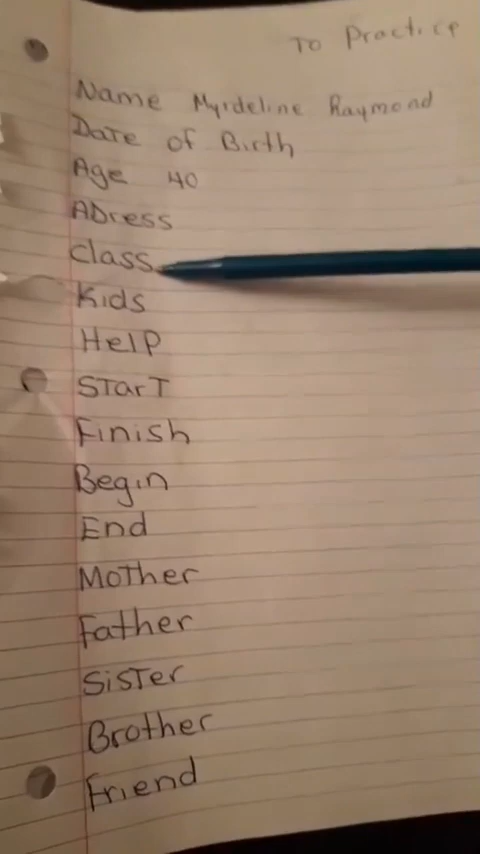 To Practice
Name Myrdeline Raymond
Date of Birth
Age 40
ADress
Class
Kids
Help
Start
Finish
Begin
End
Mother
Father
Sister
Brother
Friend